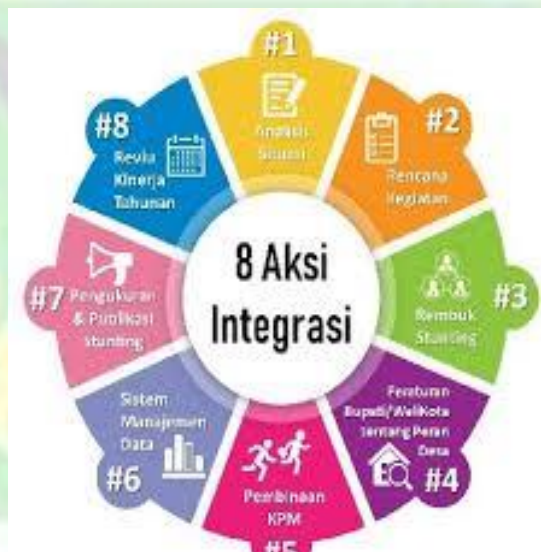 8 Aksi
Integrasi
#1
Analisis
Situasi
#2
Rencana
Kegiatan
#3
Rembuk
Stunting
Peraturan
Bupati/WaliKota
tentang Peran
Desa
#4
Pembinaan
KPM
#5
Sistem
Manajemen
Data
#6
#7
Pengukuran
& Publikasi
Stunting
#8
Reviu
Kinerja
Tahunan